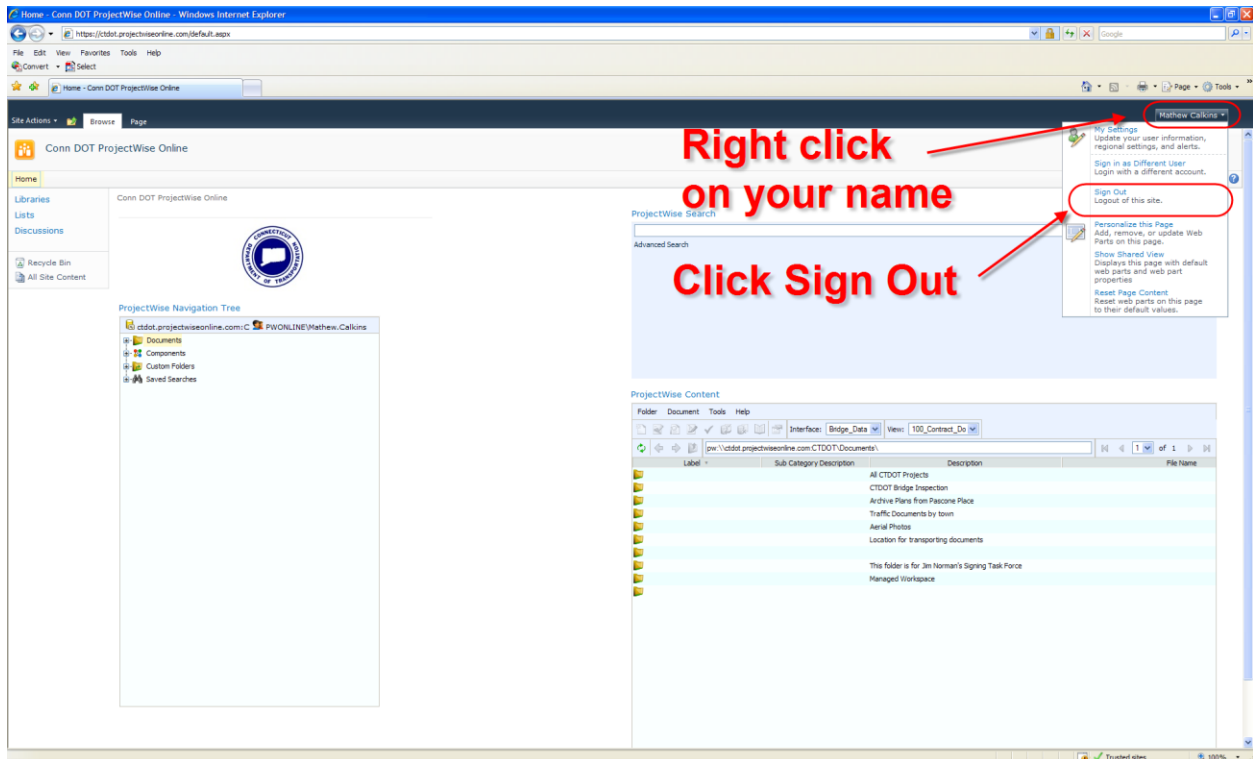 Home - Conn DOT ProjectWise Online - Windows Internet Explorer
https://ctdot.projectwiseonline.com/default.aspx
Google
File Edit View Favorites Tools Help
Convert Select
Home - Conn DOT ProjectWise Online
Page Tools
Site Actions Browse Page
Mathew Calkins
Conn DOT ProjectWise Online
Home
Libraries
Lists
Discussions
Recycle Bin
All Site Content
Conn DOT ProjectWise Online
CONNECTICUT
OF
ProjectWise Navigation Tree
ctdot.projectwiseonline.com:C PWONLINE\Mathew.Calkins
Documents
Components
Custom Folders
Saved Searches
Right click
on your name
Click Sign Out
My Settings
Update your user information,
regional settings, and alerts.
Sign in as Different User
Login with a different account.
Sign Out
Logout of this site.
Personalize this Page
Add, remove, or update Web
Parts on this page.
Show Shared View
Displays this page with default
web parts and web part
properties
Reset Page Content
Reset web parts on this page
to their default values.
ProjectWise Search
Advanced Search
ProjectWise Content
Folder Document Tools Help
Interface: Bridge_Data View: 100_Contract_Do
pw:\\ctdot.projectwiseonline.com:CTDOT\Documents\ 1 of 1
Label Sub Category Description Description File Name
All CTDOT Projects
CTDOT Bridge Inspection
Archive Plans from Pascone Place
Traffic Documents by town
Aerial Photos
Location for transporting documents
This folder is for Jim Norman's Signing Task Force
Managed Workspace
Trusted sites 100%